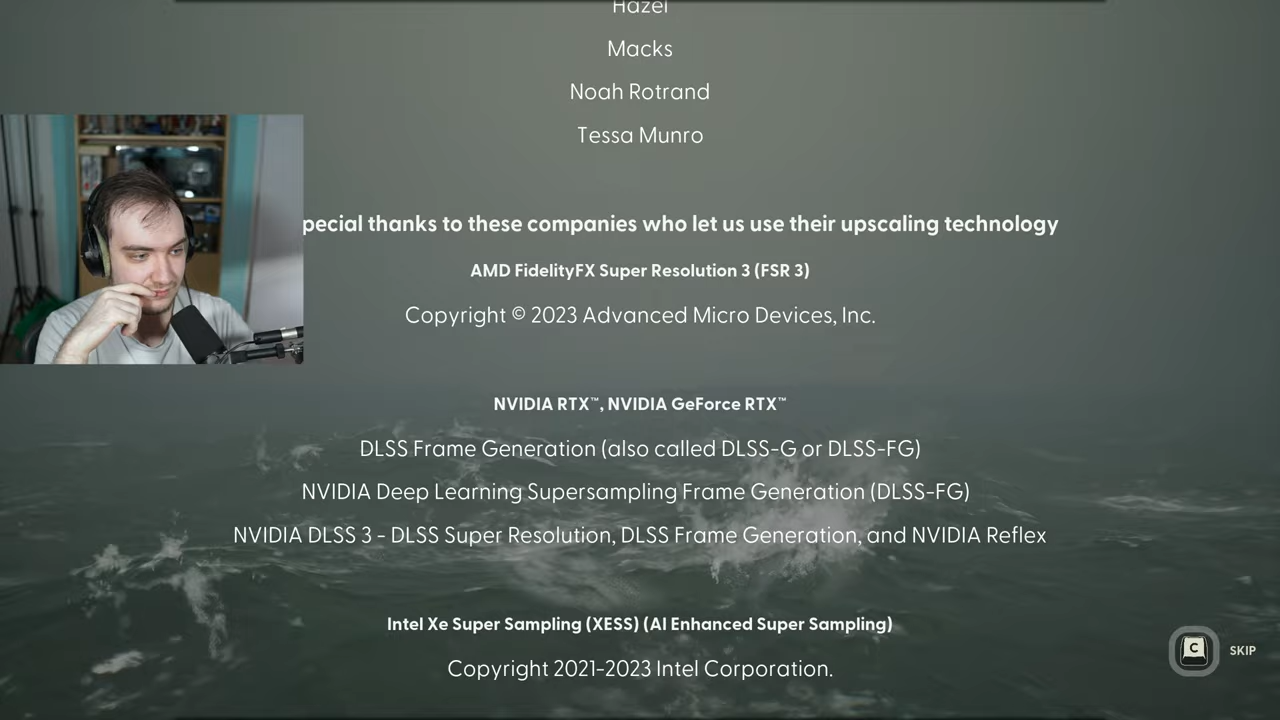 Hazel
Macks
Noah Rotrand
Tessa Munro
pecial thanks to these companies who let us use their upscaling technology
AMD FidelityFX Super Resolution 3 (FSR 3)
Copyright © 2023 Advanced Micro Devices, Inc.
NVIDIA RTX™, NVIDIA GeForce RTX™
DLSS Frame Generation (also called DLSS-G or DLSS-FG)
NVIDIA Deep Learning Supersampling Frame Generation (DLSS-FG)
NVIDIA DLSS 3 - DLSS Super Resolution, DLSS Frame Generation, and NVIDIA Reflex
Intel Xe Super Sampling (XESS) (AI Enhanced Super Sampling)
Copyright 2021-2023 Intel Corporation.
C SKIP